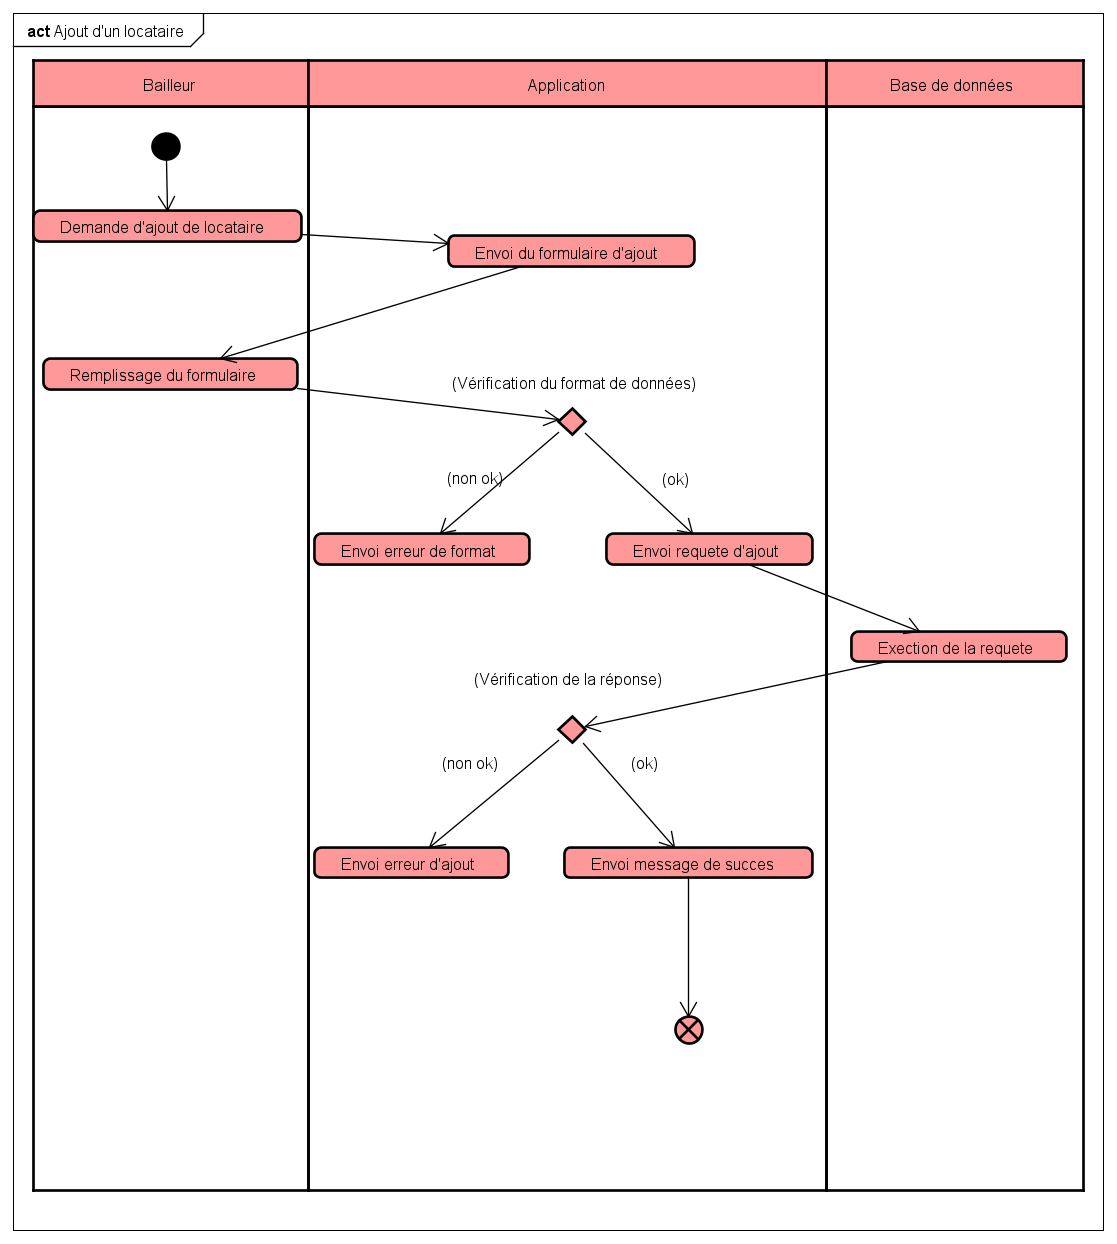 act Ajout d'un locataire
Bailleur
Application
Base de données
Demande d'ajout de locataire
Envoi du formulaire d'ajout
Remplissage du formulaire
(Vérification du format de données)
(non ok)
(ok)
Envoi erreur de format
Envoi requete d'ajout
Exection de la requete
(Vérification de la réponse)
(non ok)
(ok)
Envoi erreur d'ajout
Envoi message de succes